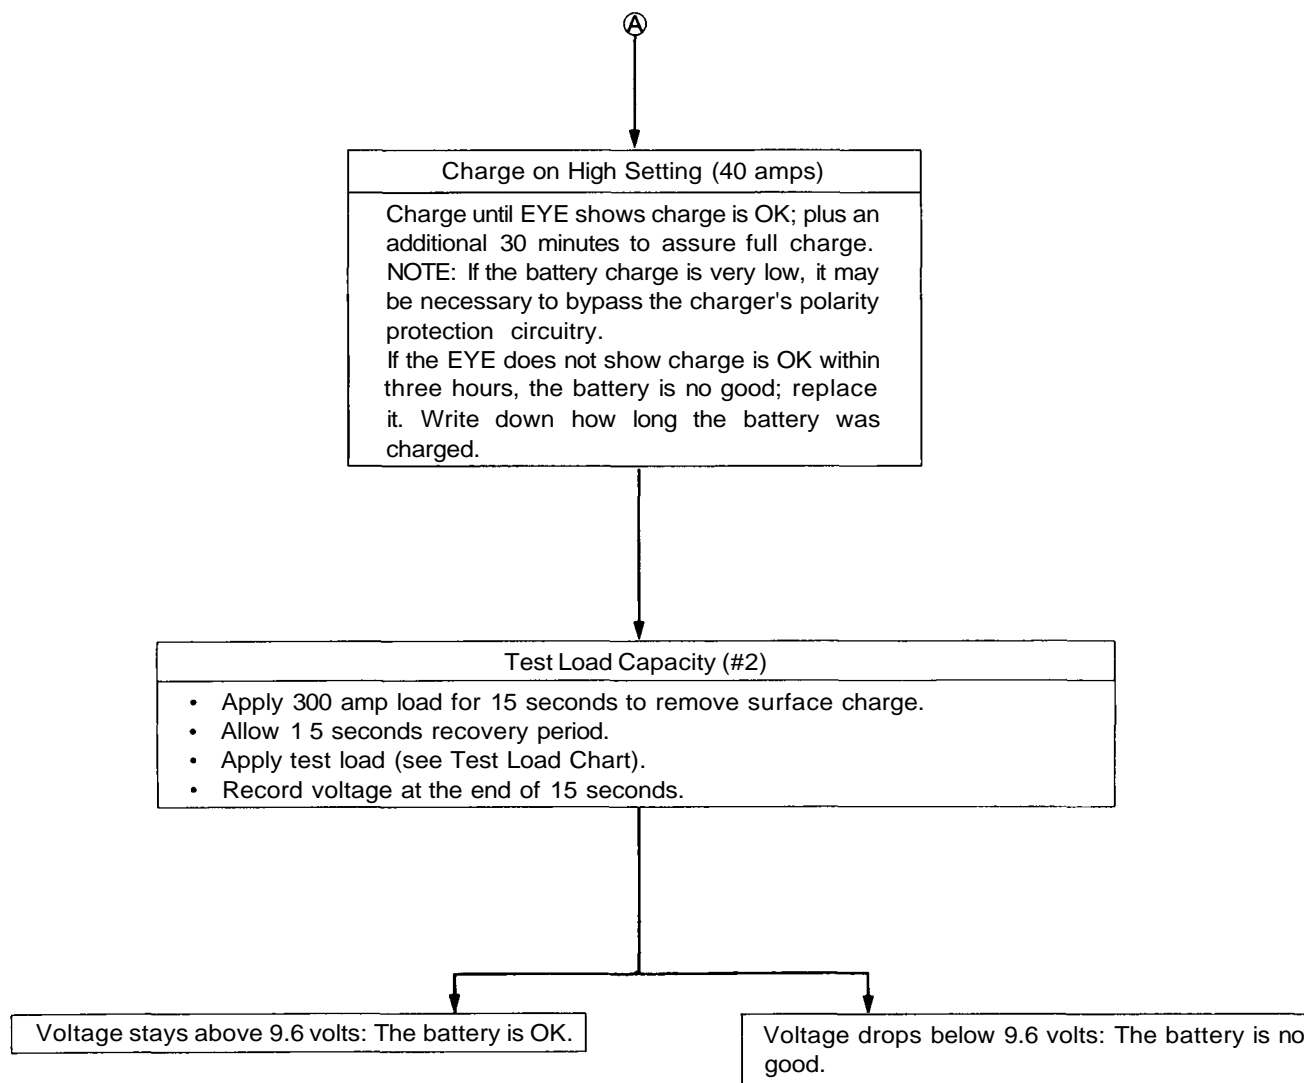 A
Charge on High Setting (40 amps)
Charge until EYE shows charge is OK; plus an
additional 30 minutes to assure full charge.
NOTE: If the battery charge is very low, it may
be necessary to bypass the charger's polarity
protection circuitry.
If the EYE does not show charge is OK within
three hours, the battery is no good; replace
it. Write down how long the battery was
charged.
Test Load Capacity (#2)
• Apply 300 amp load for 15 seconds to remove surface charge.
• Allow 1 5 seconds recovery period.
• Apply test load (see Test Load Chart).
• Record voltage at the end of 15 seconds.
Voltage stays above 9.6 volts: The battery is OK.
Voltage drops below 9.6 volts: The battery is no
good.